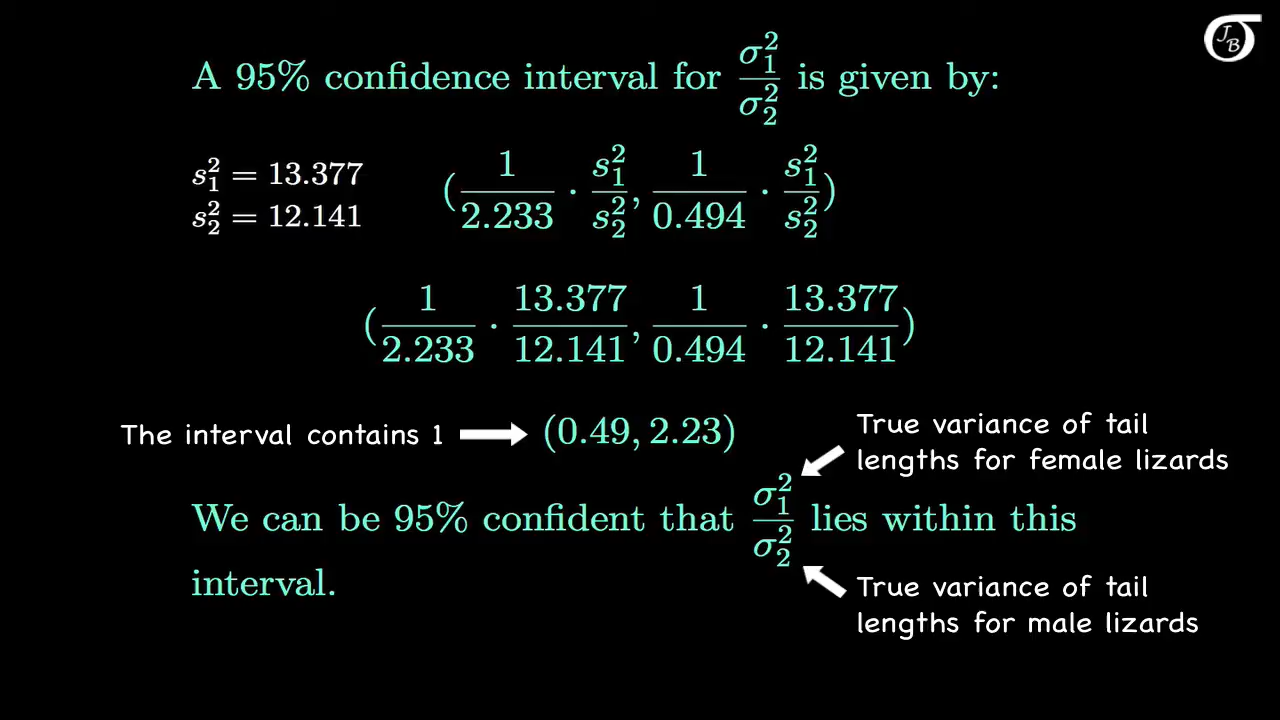 A 95% confidence interval for σ₁²/σ₂² is given by:
s₁² = 13.377
s₂² = 12.141
(1/2.233 · s₁²/s₂², 1/0.494 · s₁²/s₂²)
(1/2.233 · 13.377/12.141, 1/0.494 · 13.377/12.141)
The interval contains 1
(0.49, 2.23)
True variance of tail
lengths for female lizards
We can be 95% confident that σ₁²/σ₂² lies within this
interval.
True variance of tail
lengths for male lizards
JB